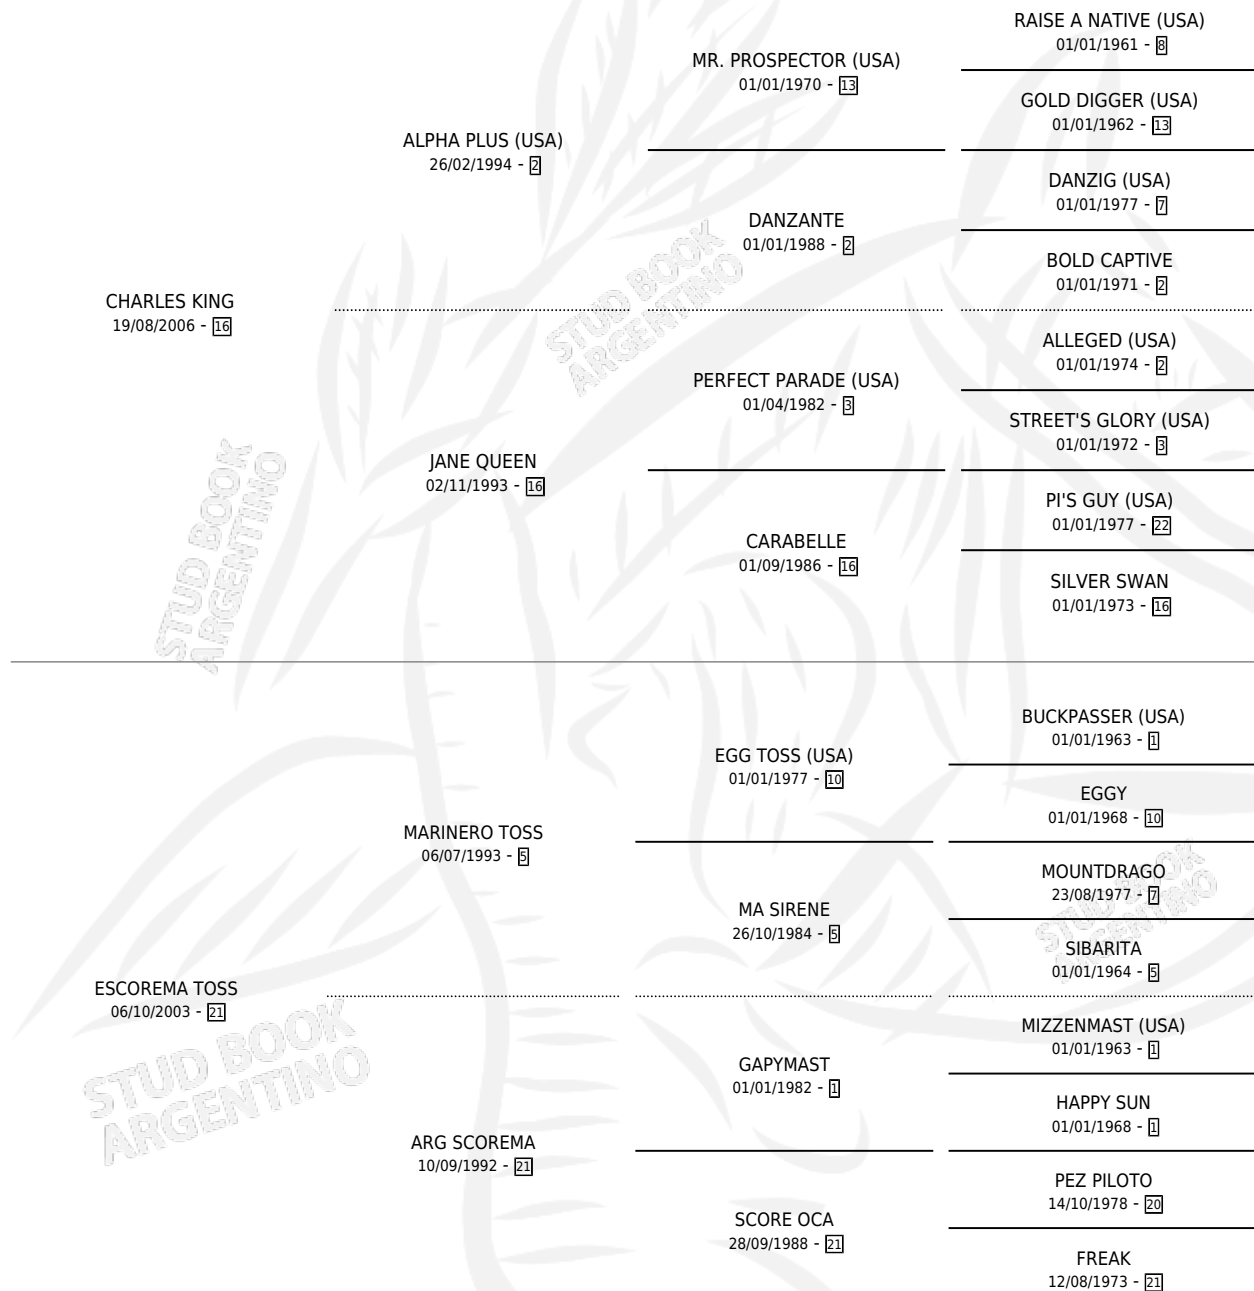 RAISE A NATIVE (USA)
01/01/1961 - 8
MR. PROSPECTOR (USA)
01/01/1970 - 13
GOLD DIGGER (USA)
01/01/1962 - 13
ALPHA PLUS (USA)
26/02/1994 - 2
DANZIG (USA)
01/01/1977 - 7
DANZANTE
01/01/1988 - 2
BOLD CAPTIVE
01/01/1971 - 2
CHARLES KING
19/08/2006 - 16
STUD BOOK
ARGENTINO
ALLEGED (USA)
01/01/1974 - 2
PERFECT PARADE (USA)
01/04/1982 - 3
STREET'S GLORY (USA)
01/01/1972 - 3
JANE QUEEN
02/11/1993 - 16
PI'S GUY (USA)
01/01/1977 - 22
CARABELLE
01/09/1986 - 16
SILVER SWAN
01/01/1973 - 16
STUD BOOK
ARGENTINO
BUCKPASSER (USA)
01/01/1963 - 1
EGG TOSS (USA)
01/01/1977 - 10
EGGY
01/01/1968 - 10
MARINERO TOSS
06/07/1993 - 5
MOUNTDRAGO
23/08/1977 - 7
MA SIRENE
26/10/1984 - 5
STUD BOOK
ARGENTINO
SIBARITA
01/01/1964 - 5
ESCOREMA TOSS
06/10/2003 - 21
STUD BOOK
ARGENTINO
MIZZENMAST (USA)
01/01/1963 - 1
GAPYMAST
01/01/1982 - 1
HAPPY SUN
01/01/1968 - 1
ARG SCOREMA
10/09/1992 - 21
PEZ PILOTO
14/10/1978 - 20
SCORE OCA
28/09/1988 - 21
FREAK
12/08/1973 - 21